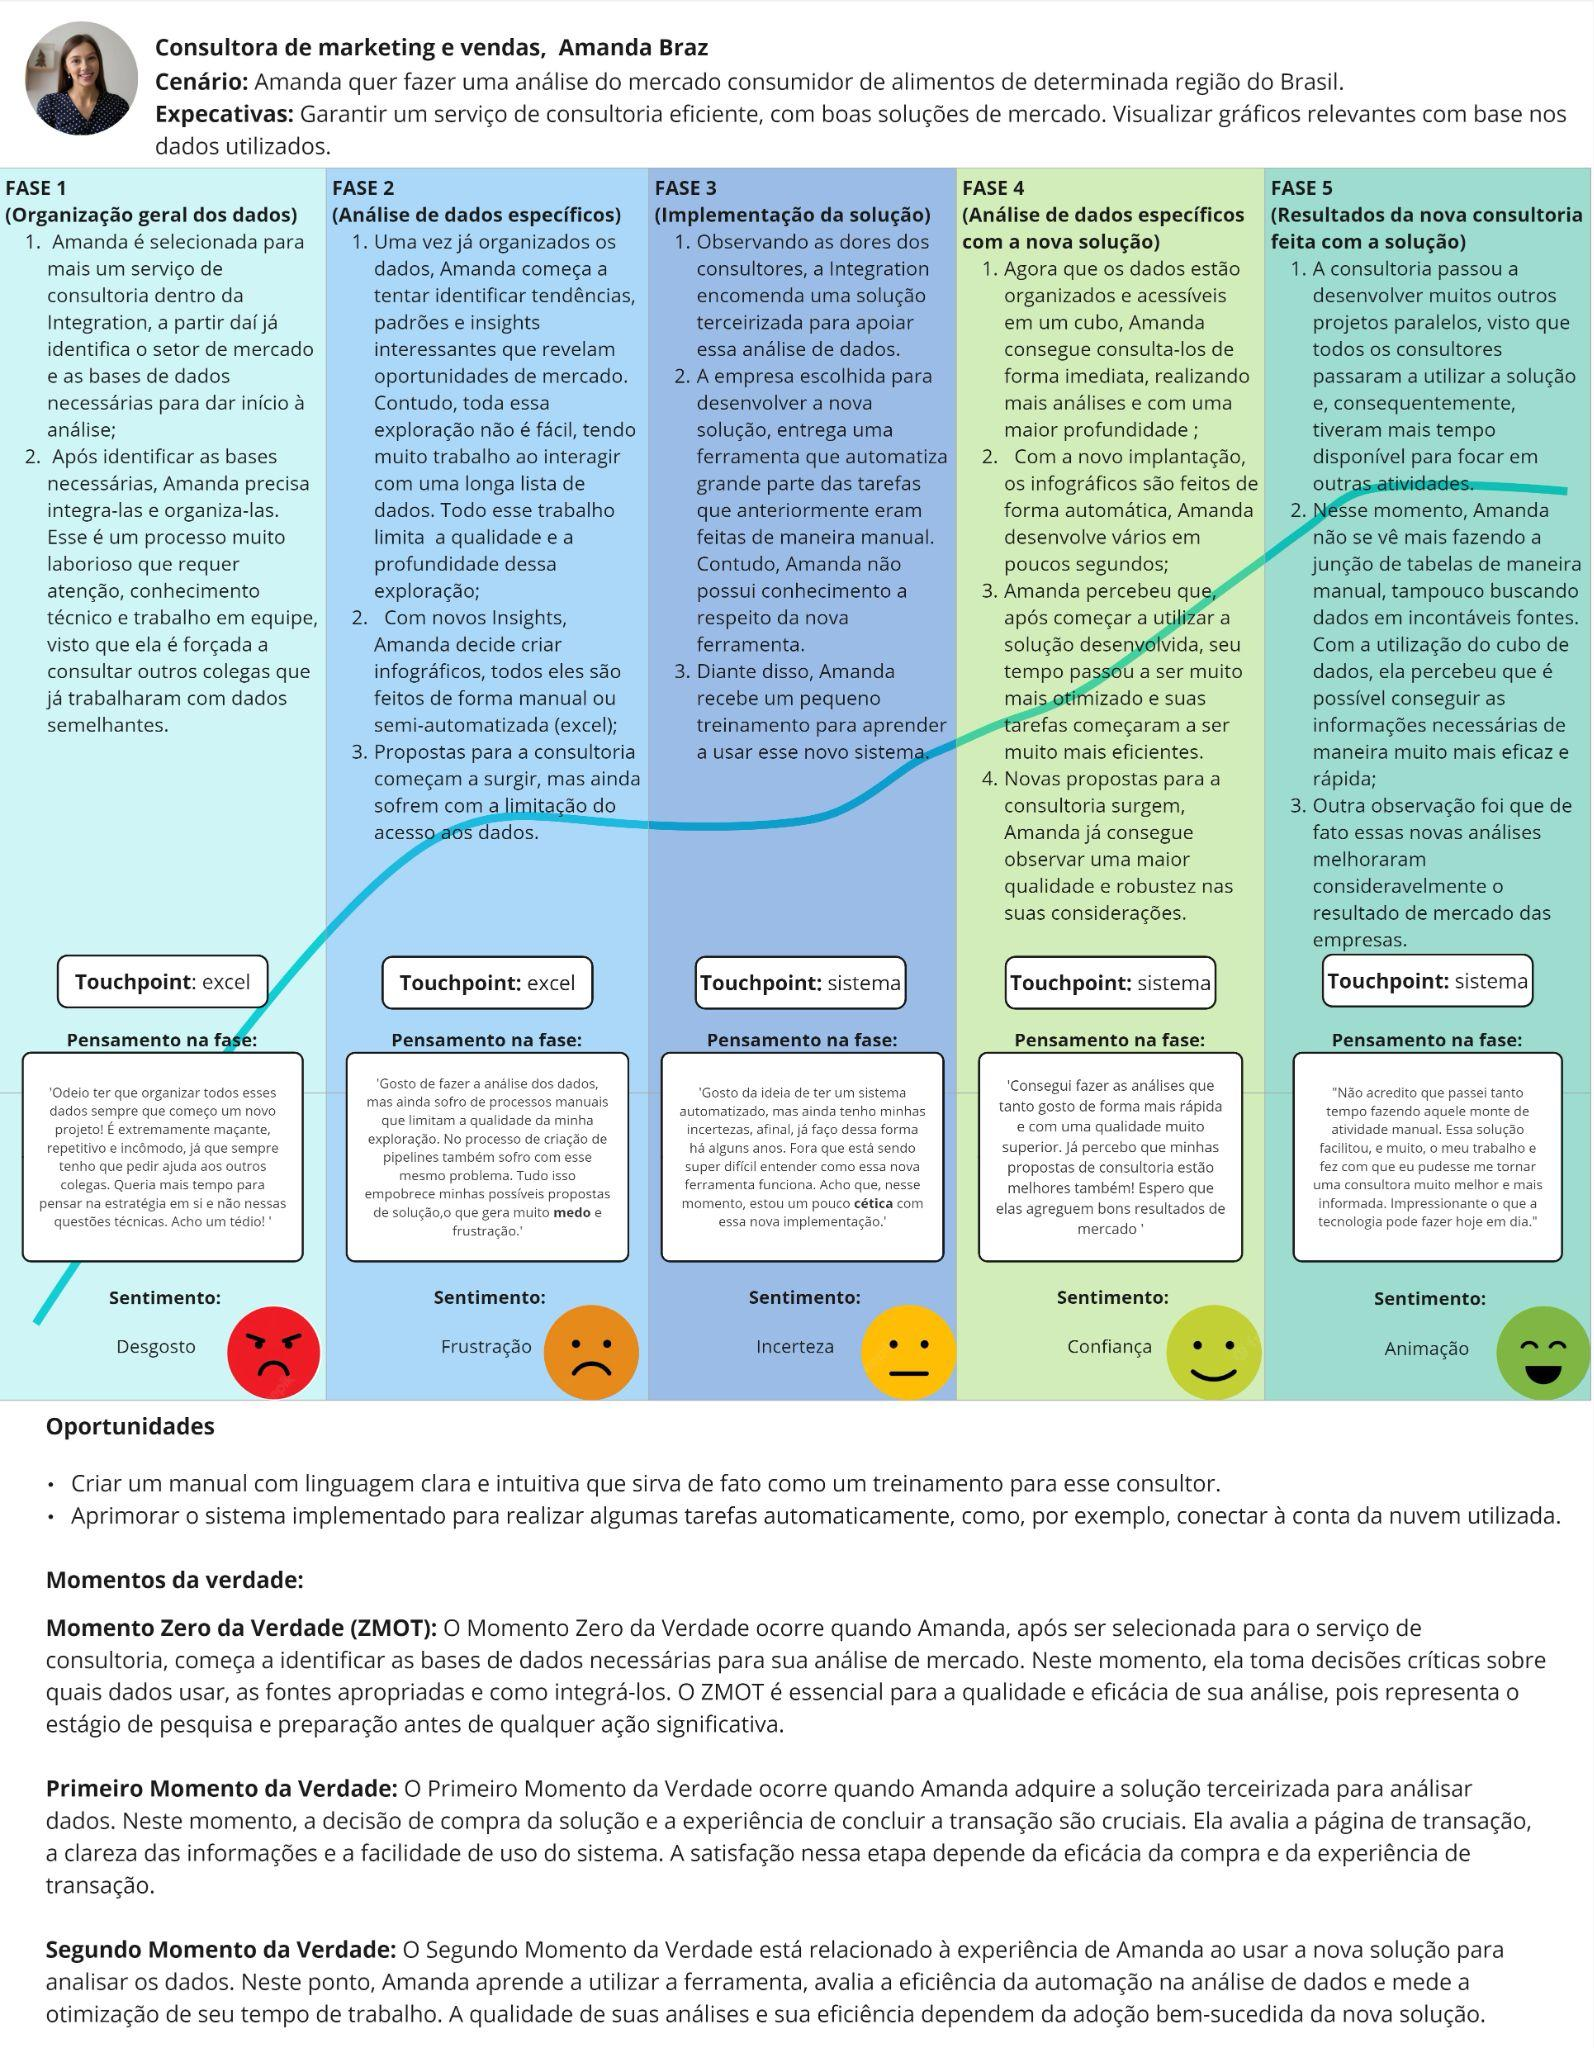 Consultora de marketing e vendas,  Amanda Braz
Cenário: Amanda quer fazer uma análise do mercado consumidor de alimentos de determinada região do Brasil.
Expecativas: Garantir um serviço de consultoria eficiente, com boas soluções de mercado. Visualizar gráficos relevantes com base nos
dados utilizados.
FASE 1
(Organização geral dos dados)
1. Amanda é selecionada para
mais um serviço de
consultoria dentro da
Integration, a partir daí já
identifica o setor de mercado
e as bases de dados
necessárias para dar início à
análise;
2. Após identificar as bases
necessárias, Amanda precisa
integra-las e organiza-las.
Esse é um processo muito
laborioso que requer
atenção, conhecimento
técnico e trabalho em equipe,
visto que ela é forçada a
consultar outros colegas que
já trabalharam com dados
semelhantes.
Touchpoint: excel
Pensamento na fase:
'Odeio ter que organizar todos esses
dados sempre que começo um novo
projeto! É extremamente maçante,
repetitivo e incômodo, já que sempre
tenho que pedir ajuda aos outros
colegas. Queria mais tempo para
pensar na estratégia em si e não nessas
questões técnicas. Acho um tédio! '
Sentimento:
Desgosto
FASE 2
(Análise de dados específicos)
1. Uma vez já organizados os
dados, Amanda começa a
tentar identificar tendências,
padrões e insights
interessantes que revelam
oportunidades de mercado.
Contudo, toda essa
exploração não é fácil, tendo
muito trabalho ao interagir
com uma longa lista de
dados. Todo esse trabalho
limita  a qualidade e a
profundidade dessa
exploração;
2. Com novos Insights,
Amanda decide criar
infográficos, todos eles são
feitos de forma manual ou
semi-automatizada (excel);
3. Propostas para a consultoria
começam a surgir, mas ainda
sofrem com a limitação do
acesso aos dados.
Touchpoint: excel
Pensamento na fase:
'Gosto de fazer a análise dos dados,
mas ainda sofro de processos manuais
que limitam a qualidade da minha
exploração. No processo de criação de
pipelines também sofro com esse
mesmo problema. Tudo isso
empobrece minhas possíveis propostas
de solução,o que gera muito medo e
frustração.'
Sentimento:
Frustração
FASE 3
(Implementação da solução)
1. Observando as dores dos
consultores, a Integration
encomenda uma solução
terceirizada para apoiar
essa análise de dados.
2. A empresa escolhida para
desenvolver a nova
solução, entrega uma
ferramenta que automatiza
grande parte das tarefas
que anteriormente eram
feitas de maneira manual.
Contudo, Amanda não
possui conhecimento a
respeito da nova
ferramenta.
3. Diante disso, Amanda
recebe um pequeno
treinamento para aprender
a usar esse novo sistema.
Touchpoint: sistema
Pensamento na fase:
'Gosto da ideia de ter um sistema
automatizado, mas ainda tenho minhas
incertezas, afinal, já faço dessa forma
há alguns anos. Fora que está sendo
super difícil entender como essa nova
ferramenta funciona. Acho que, nesse
momento, estou um pouco cética com
essa nova implementação.'
Sentimento:
Incerteza
FASE 4
(Análise de dados específicos
com a nova solução)
1. Agora que os dados estão
organizados e acessíveis
em um cubo, Amanda
consegue consulta-los de
forma imediata, realizando
mais análises e com uma
maior profundidade ;
2. Com a novo implantação,
os infográficos são feitos de
forma automática, Amanda
desenvolve vários em
poucos segundos;
3. Amanda percebeu que,
após começar a utilizar a
solução desenvolvida, seu
tempo passou a ser muito
mais otimizado e suas
tarefas começaram a ser
muito mais eficientes.
4. Novas propostas para a
consultoria surgem,
Amanda já consegue
observar uma maior
qualidade e robustez nas
suas considerações.
Touchpoint: sistema
Pensamento na fase:
'Consegui fazer as análises que
tanto gosto de forma mais rápida
e com uma qualidade muito
superior. Já percebo que minhas
propostas de consultoria estão
melhores também! Espero que
elas agreguem bons resultados de
mercado '
Sentimento:
Confiança
FASE 5
(Resultados da nova consultoria
feita com a solução)
1. A consultoria passou a
desenvolver muitos outros
projetos paralelos, visto que
todos os consultores
passaram a utilizar a solução
e, consequentemente,
tiveram mais tempo
disponível para focar em
outras atividades.
2. Nesse momento, Amanda
não se vê mais fazendo a
junção de tabelas de maneira
manual, tampouco buscando
dados em incontáveis fontes.
Com a utilização do cubo de
dados, ela percebeu que é
possível conseguir as
informações necessárias de
maneira muito mais eficaz e
rápida;
3. Outra observação foi que de
fato essas novas análises
melhoraram
consideravelmente o
resultado de mercado das
empresas.
Touchpoint: sistema
Pensamento na fase:
"Não acredito que passei tanto
tempo fazendo aquele monte de
atividade manual. Essa solução
facilitou, e muito, o meu trabalho e
fez com que eu pudesse me tornar
uma consultora muito melhor e mais
informada. Impressionante o que a
tecnologia pode fazer hoje em dia."
Sentimento:
Animação
Oportunidades
• Criar um manual com linguagem clara e intuitiva que sirva de fato como um treinamento para esse consultor.
• Aprimorar o sistema implementado para realizar algumas tarefas automaticamente, como, por exemplo, conectar à conta da nuvem utilizada.
Momentos da verdade:
Momento Zero da Verdade (ZMOT): O Momento Zero da Verdade ocorre quando Amanda, após ser selecionada para o serviço de
consultoria, começa a identificar as bases de dados necessárias para sua análise de mercado. Neste momento, ela toma decisões críticas sobre
quais dados usar, as fontes apropriadas e como integrá-los. O ZMOT é essencial para a qualidade e eficácia de sua análise, pois representa o
estágio de pesquisa e preparação antes de qualquer ação significativa.
Primeiro Momento da Verdade: O Primeiro Momento da Verdade ocorre quando Amanda adquire a solução terceirizada para análisar
dados. Neste momento, a decisão de compra da solução e a experiência de concluir a transação são cruciais. Ela avalia a página de transação,
a clareza das informações e a facilidade de uso do sistema. A satisfação nessa etapa depende da eficácia da compra e da experiência de
transação.
Segundo Momento da Verdade: O Segundo Momento da Verdade está relacionado à experiência de Amanda ao usar a nova solução para
analisar os dados. Neste ponto, Amanda aprende a utilizar a ferramenta, avalia a eficiência da automação na análise de dados e mede a
otimização de seu tempo de trabalho. A qualidade de suas análises e sua eficiência dependem da adoção bem-sucedida da nova solução.